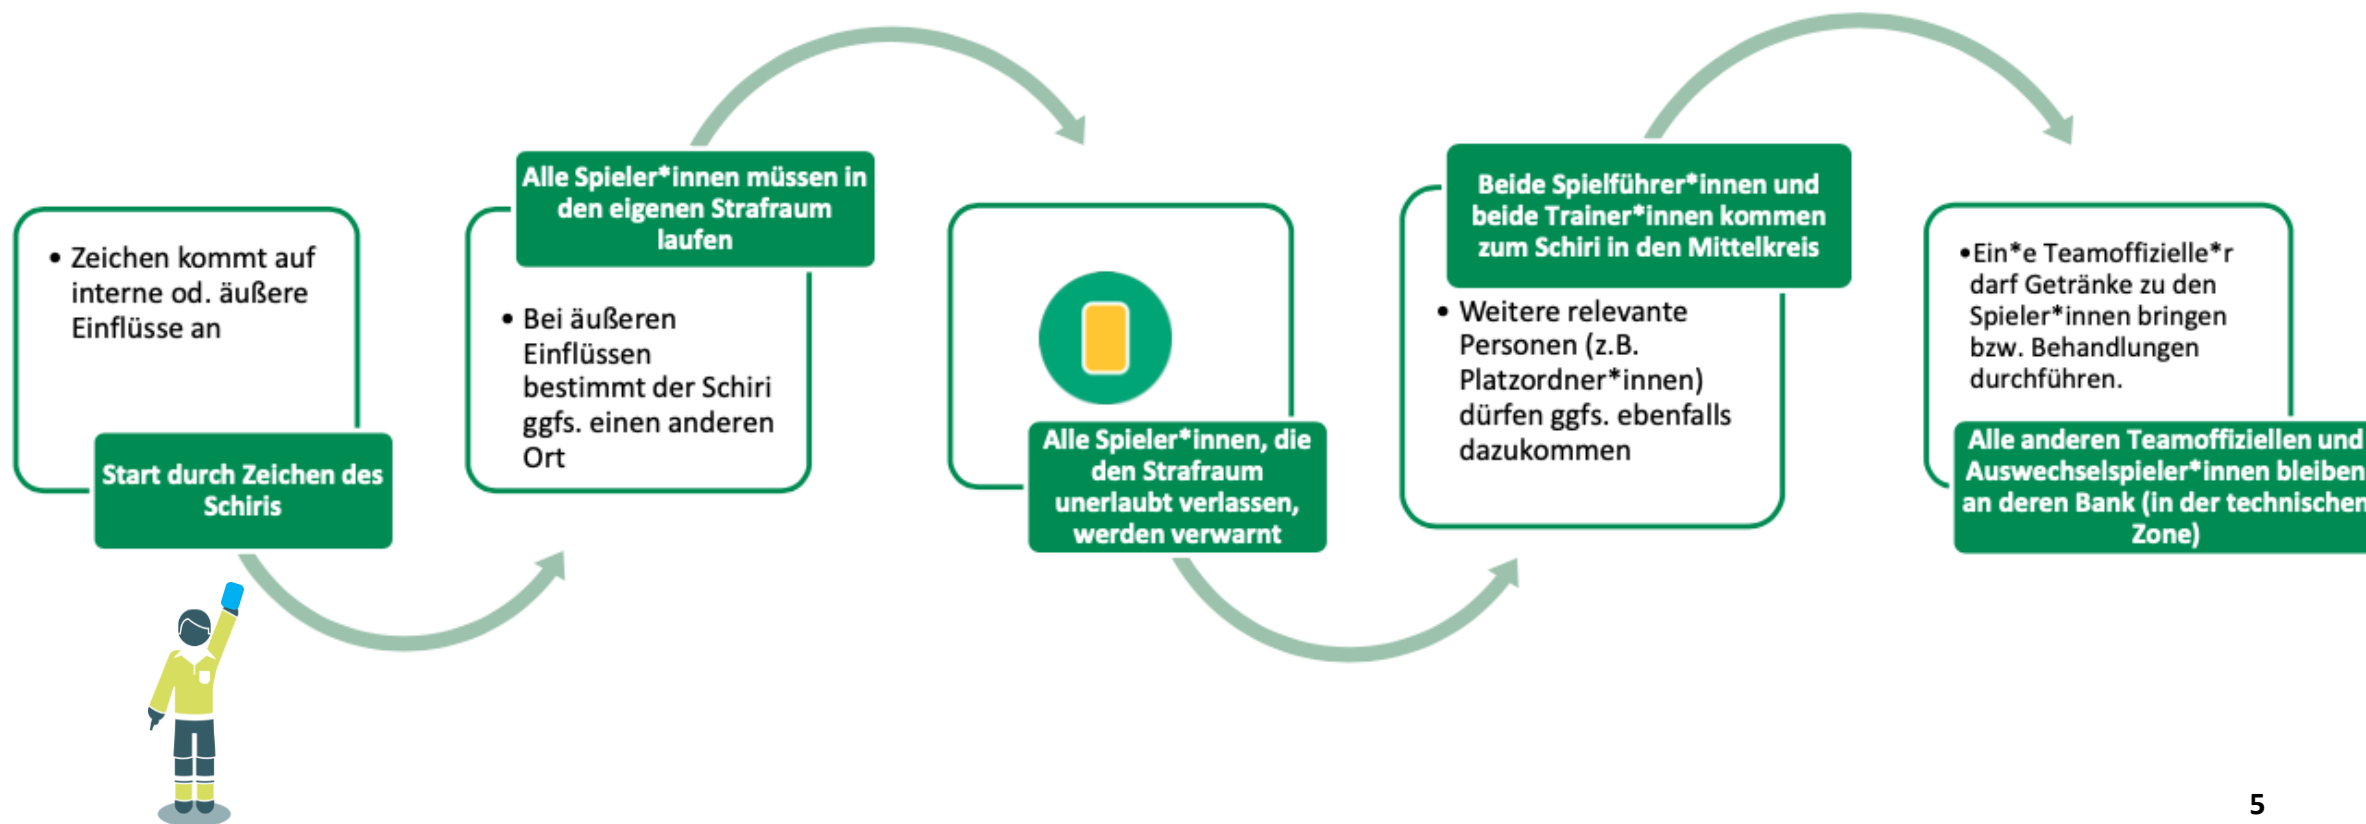 • Zeichen kommt auf
interne od. äußere
Einflüsse an
Start durch Zeichen des
Schiris
Alle Spieler*innen müssen in
den eigenen Strafraum
laufen
• Bei äußeren
Einflüssen
bestimmt der Schiri
ggfs. einen anderen
Ort
Alle Spieler*innen, die
den Strafraum
unerlaubt verlassen,
werden verwarnt
Beide Spielführer*innen und
beide Trainer*innen kommen
zum Schiri in den Mittelkreis
• Weitere relevante
Personen (z.B.
Platzordner*innen)
dürfen ggfs. ebenfalls
dazukommen
•Ein*e Teamoffizielle*r
darf Getränke zu den
Spieler*innen bringen
bzw. Behandlungen
durchführen.
Alle anderen Teamoffiziellen und
Auswechselspieler*innen bleiben
an deren Bank (in der technischen
Zone)
5